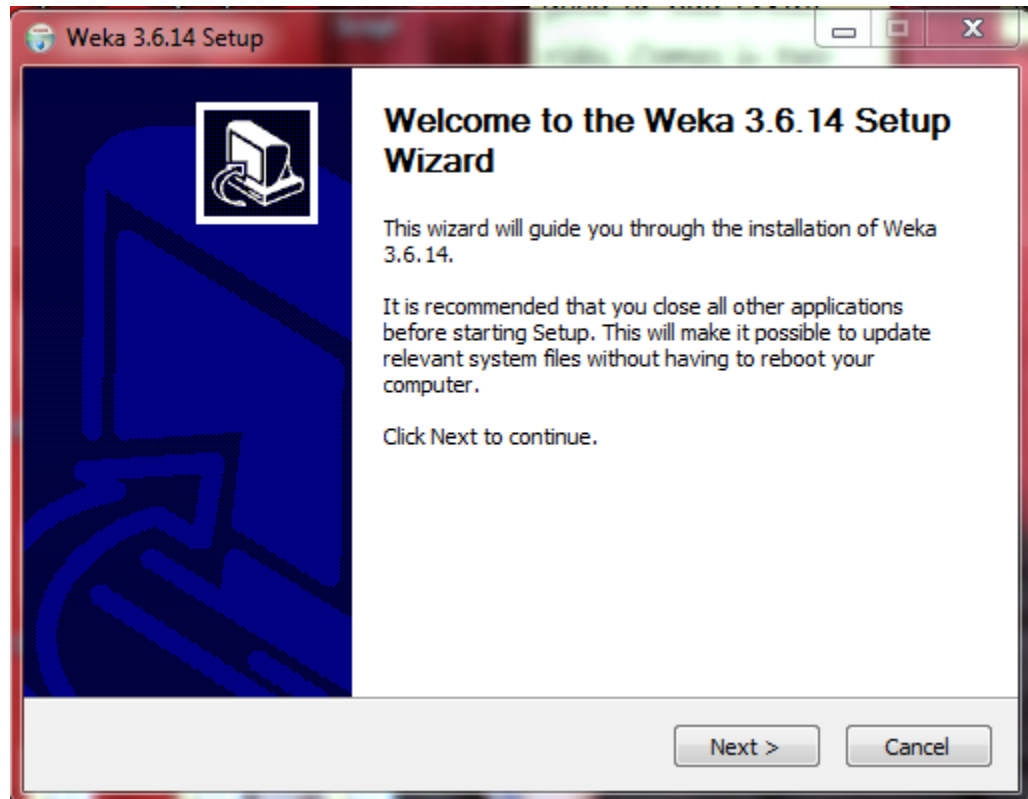 Weka 3.6.14 Setup
Welcome to the Weka 3.6.14 Setup
Wizard
This wizard will guide you through the installation of Weka
3.6.14.
It is recommended that you close all other applications
before starting Setup. This will make it possible to update
relevant system files without having to reboot your
computer.
Click Next to continue.
Next >
Cancel